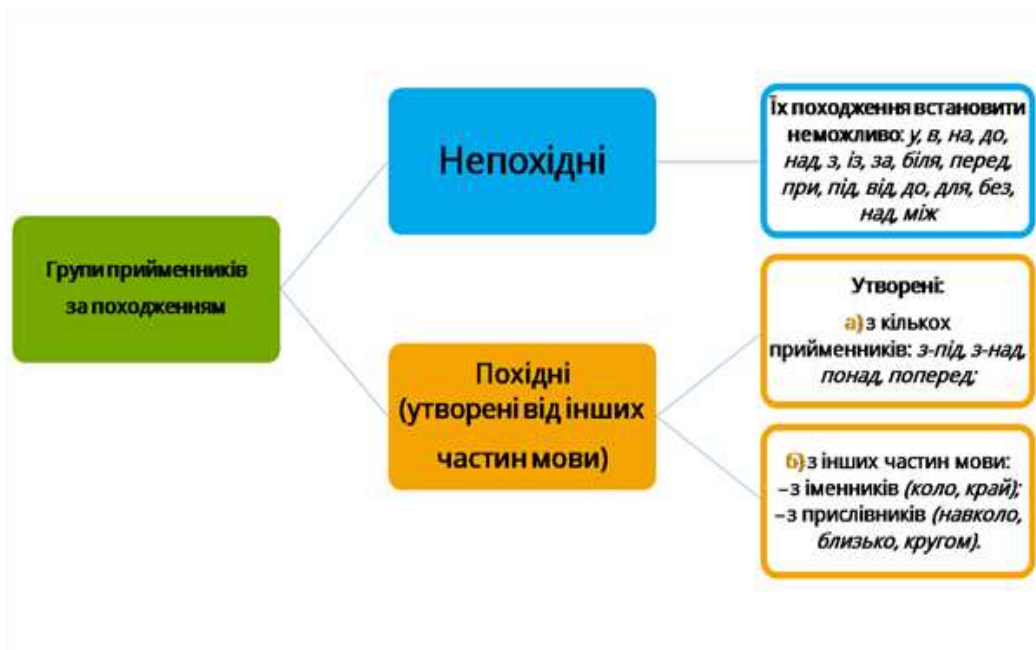 Групи прийменників
за походженням
Непохідні
Їх походження встановити
неможливо: у, в, на, до,
над, з, із, за, біля, перед,
при, під, від, до, для, без,
над, між
Похідні
(утворені від інших
частин мови)
Утворені:
а) з кількох
прийменників: з-під, з-над,
понад, поперед;
б) з інших частин мови:
–з іменників (коло, край);
–з прислівників (навколо,
близько, кругом).